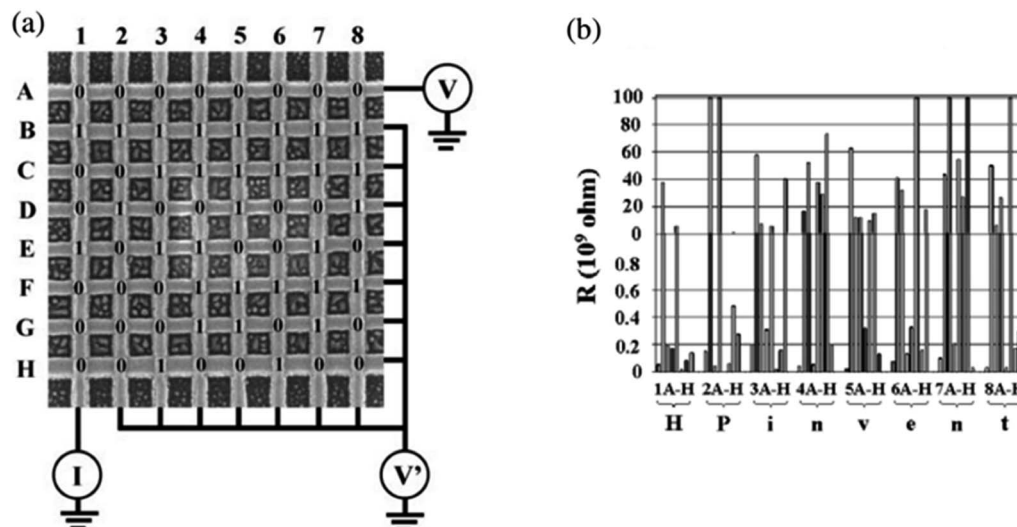 (a)
1 2 3 4 5 6 7 8
A 0 0 0 0 0 0 0 0
B 1 1 1 1 1 1 1 1
C 0 0 1 1 1 1 1 1
D 0 1 0 0 1 0 0 1
E 1 0 1 1 0 0 1 0
F 0 0 0 1 1 1 1 1
G 0 0 0 1 1 0 1 0
H 0 0 1 0 0 1 0 0
V
I
V'
(b)
R (10⁹ ohm)
100
80
60
40
20
0
0.8
0.6
0.4
0.2
0
1A-H 2A-H 3A-H 4A-H 5A-H 6A-H 7A-H 8A-H
H P i n v e n t